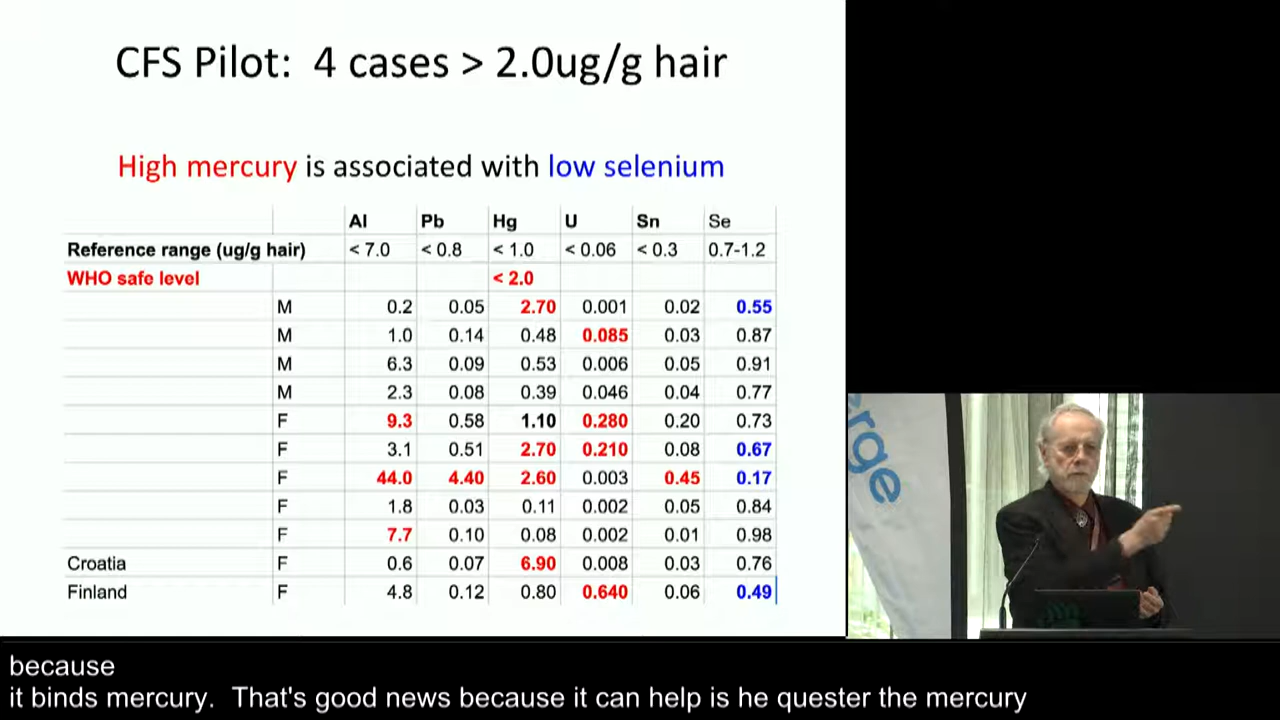 CFS Pilot: 4 cases > 2.0ug/g hair
High mercury is associated with low selenium
Al Pb Hg U Sn Se
Reference range (ug/g hair) < 7.0 < 0.8 < 1.0 < 0.06 < 0.3 0.7-1.2
WHO safe level < 2.0
M 0.2 0.05 2.70 0.001 0.02 0.55
M 1.0 0.14 0.48 0.085 0.03 0.87
M 6.3 0.09 0.53 0.006 0.05 0.91
M 2.3 0.08 0.39 0.046 0.04 0.77
F 9.3 0.58 1.10 0.280 0.20 0.73
F 3.1 0.51 2.70 0.210 0.08 0.67
F 44.0 4.40 2.60 0.003 0.45 0.17
F 1.8 0.03 0.11 0.002 0.05 0.84
F 7.7 0.10 0.08 0.002 0.01 0.98
Croatia F 0.6 0.07 6.90 0.008 0.03 0.76
Finland F 4.8 0.12 0.80 0.640 0.06 0.49
erge
because
it binds mercury. That's good news because it can help is he quester the mercury